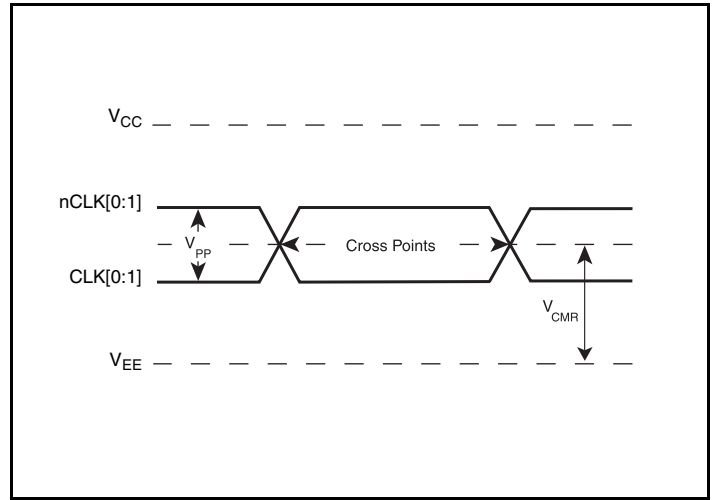 VCC
nCLK[0:1]
VPP
Cross Points
CLK[0:1]
VCMR
VEE